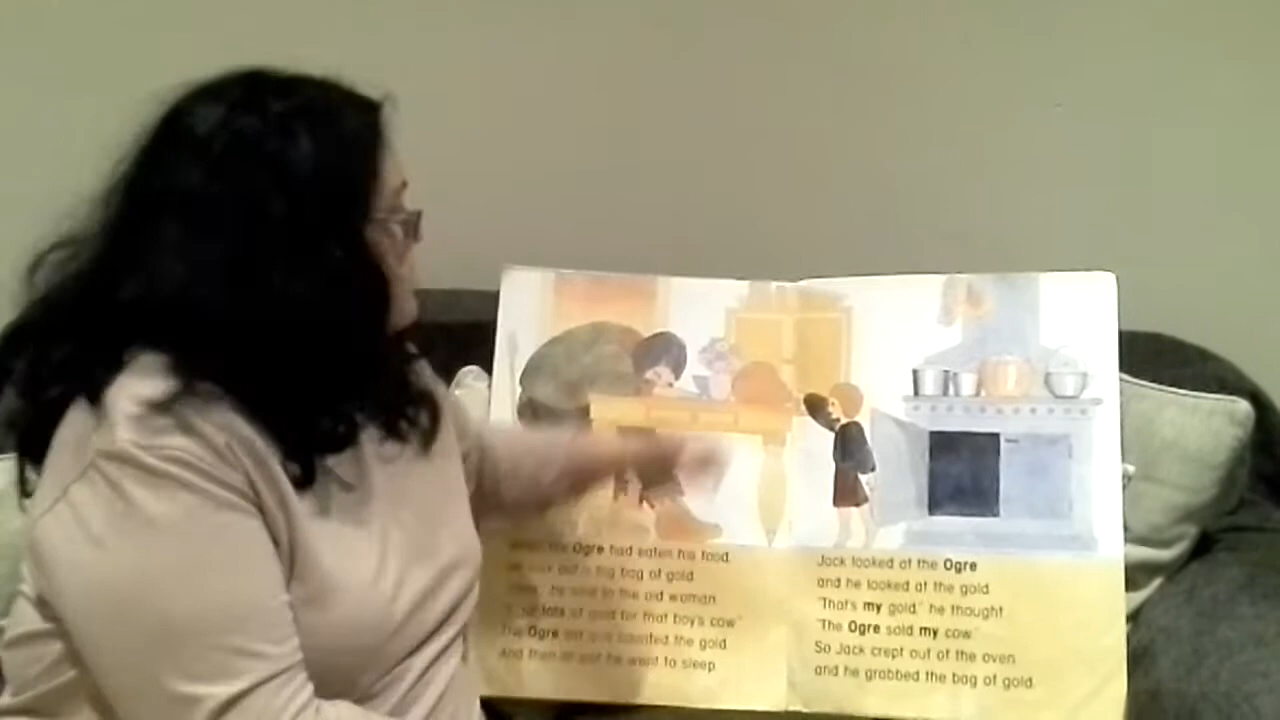 the Ogre had eaten his food,
out a big bag of gold.
he said to the old woman.
lots of gold for that boy's cow."
The Ogre sat and counted the gold
And then at last he went to sleep.
Jack looked at the Ogre
and he looked at the gold.
"That's my gold," he thought.
"The Ogre sold my cow."
So Jack crept out of the oven
and he grabbed the bag of gold.